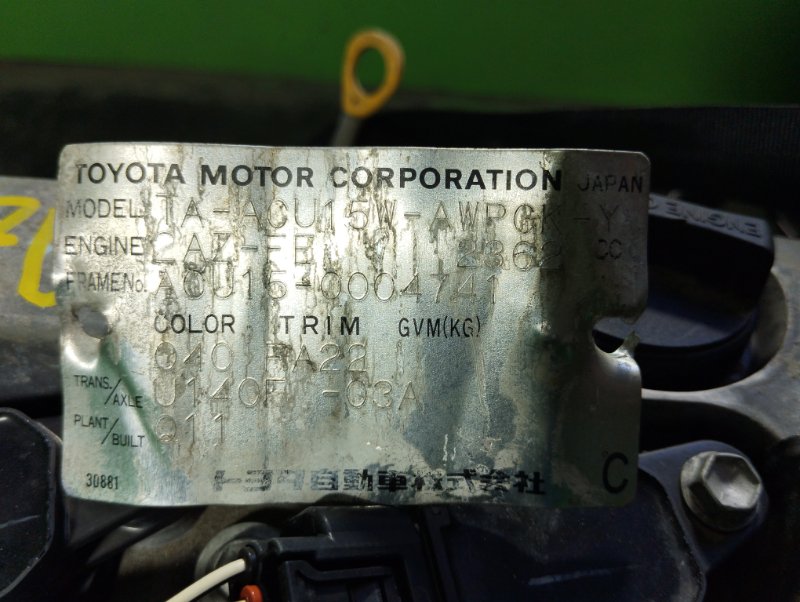 TOYOTA MOTOR CORPORATION JAPAN
MODEL TA-ACU15W-AWPGK-Y
ENGINE 2AZ-FE 2362 CC
FRAME No. ACU15-0004741
COLOR TRIM GVM(KG)
040 FA22
TRANS./AXLE U140F -03A
PLANT/BUILT Q11
30881
トヨタ自動車株式会社 C